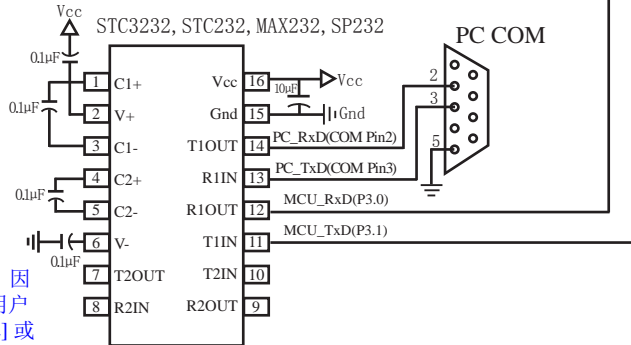 Vcc
STC3232, STC232, MAX232, SP232
PC COM
0.1μF
1 C1+ Vcc 16 Vcc
10μF
0.1μF
2 V+ Gnd 15 Gnd
3 C1- T1OUT 14 PC_RxD(COM Pin2)
4 C2+ R1IN 13 PC_TxD(COM Pin3)
0.1μF
5 C2- R1OUT 12 MCU_RxD(P3.0)
6 V- T1IN 11 MCU_TxD(P3.1)
0.1μF
7 T2OUT T2IN 10
8 R2IN R2OUT 9
2
3
5
因
用户
] 或